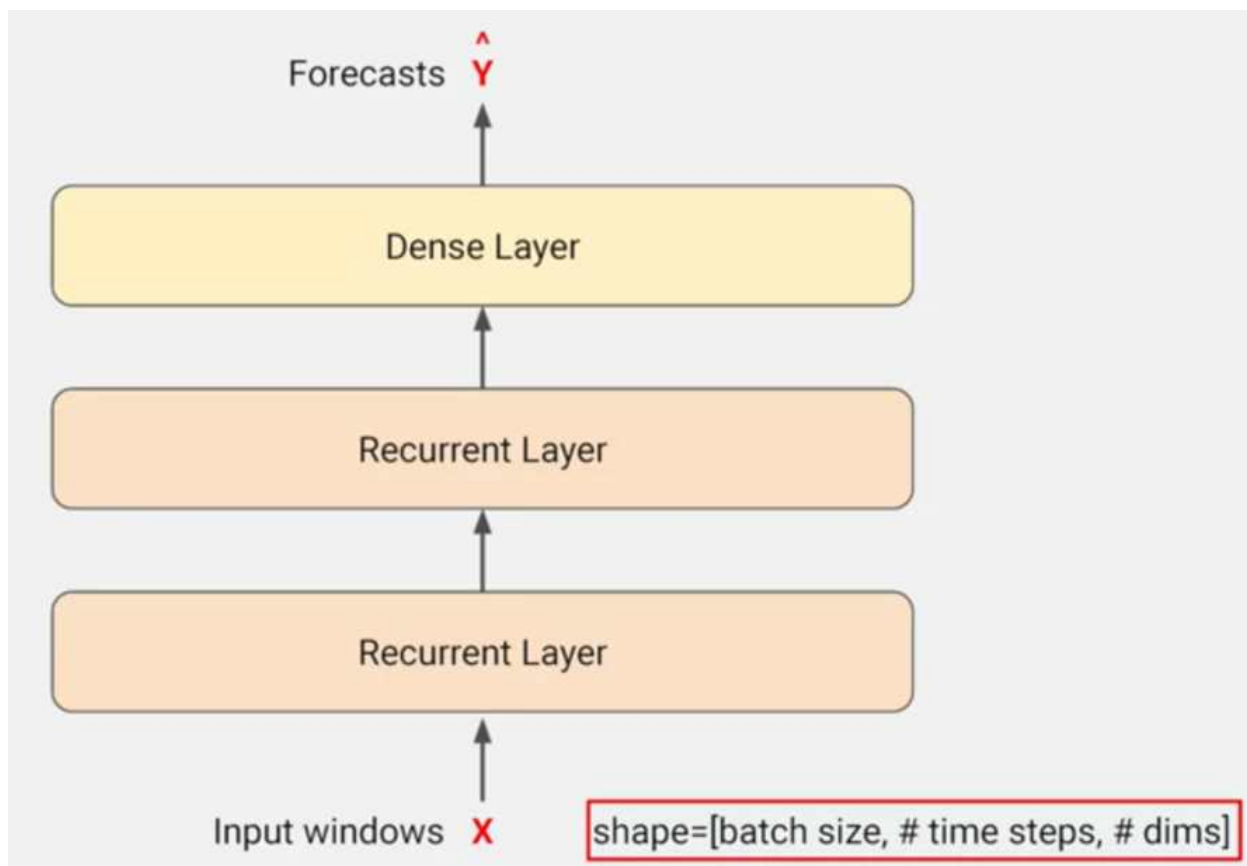 Forecasts Ŷ
Dense Layer
Recurrent Layer
Recurrent Layer
Input windows X shape=[batch size, # time steps, # dims]